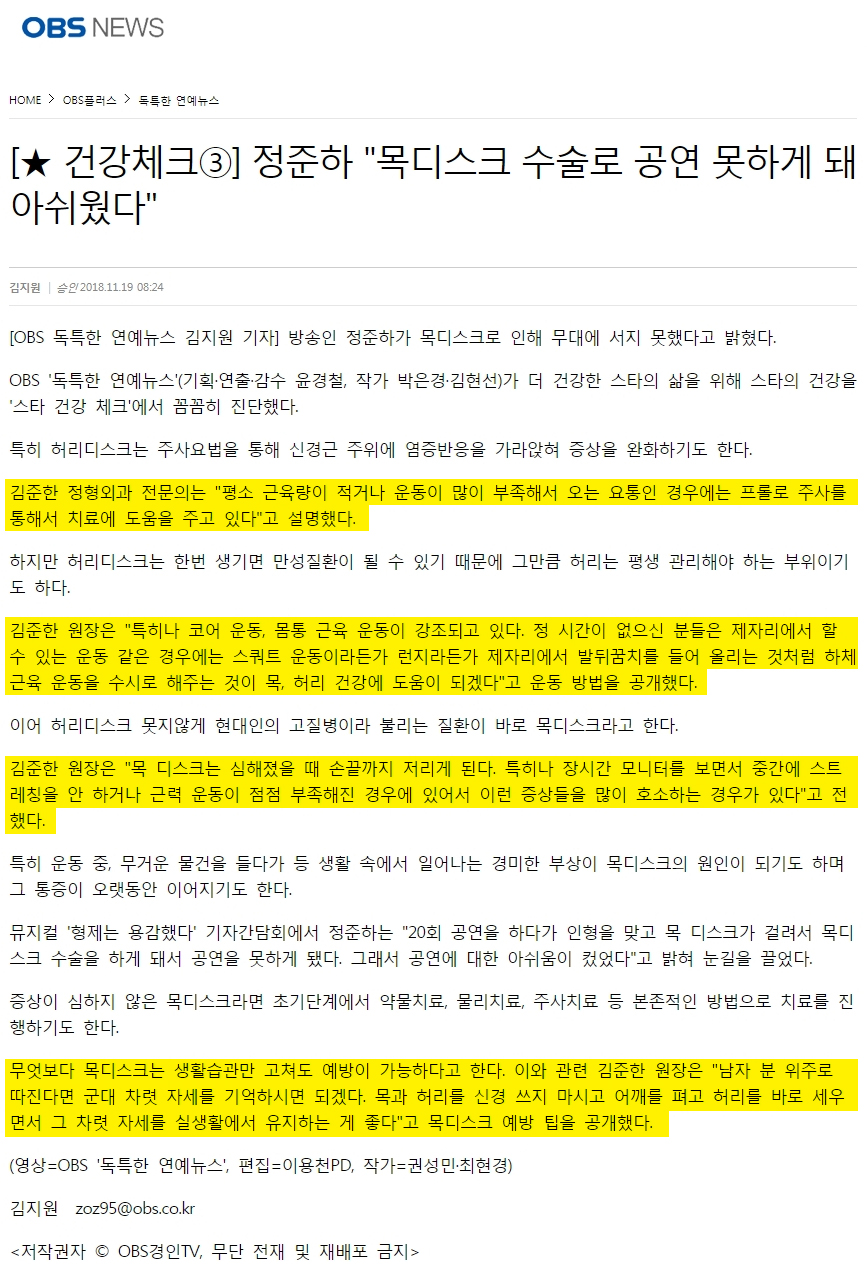 OBS NEWS
HOME > OBS플러스 > 독특한 연예뉴스
[★ 건강체크③] 정준하 "목디스크 수술로 공연 못하게 돼
아쉬웠다"
김지원 | 승인 2018.11.19 08:24
[OBS 독특한 연예뉴스 김지원 기자] 방송인 정준하가 목디스크로 인해 무대에 서지 못했다고 밝혔다.
OBS '독특한 연예뉴스'(기획·연출·감수 윤경철, 작가 박은경·김현선)가 더 건강한 스타의 삶을 위해 스타의 건강을
'스타 건강 체크'에서 꼼꼼히 진단했다.
특히 허리디스크는 주사요법을 통해 신경근 주위에 염증반응을 가라앉혀 증상을 완화하기도 한다.
김준한 정형외과 전문의는 "평소 근육량이 적거나 운동이 많이 부족해서 오는 요통인 경우에는 프롤로 주사를
통해서 치료에 도움을 주고 있다"고 설명했다.
하지만 허리디스크는 한번 생기면 만성질환이 될 수 있기 때문에 그만큼 허리는 평생 관리해야 하는 부위이기
도 하다.
김준한 원장은 "특히나 코어 운동, 몸통 근육 운동이 강조되고 있다. 정 시간이 없으신 분들은 제자리에서 할
수 있는 운동 같은 경우에는 스쿼트 운동이라든가 런지라든가 제자리에서 발뒤꿈치를 들어 올리는 것처럼 하체
근육 운동을 수시로 해주는 것이 목, 허리 건강에 도움이 되겠다"고 운동 방법을 공개했다.
이어 허리디스크 못지않게 현대인의 고질병이라 불리는 질환이 바로 목디스크라고 한다.
김준한 원장은 "목 디스크는 심해졌을 때 손끝까지 저리게 된다. 특히나 장시간 모니터를 보면서 중간에 스트
레칭을 안 하거나 근력 운동이 점점 부족해진 경우에 있어서 이런 증상들을 많이 호소하는 경우가 있다"고 전
했다.
특히 운동 중, 무거운 물건을 들다가 등 생활 속에서 일어나는 경미한 부상이 목디스크의 원인이 되기도 하며
그 통증이 오랫동안 이어지기도 한다.
뮤지컬 '형제는 용감했다' 기자간담회에서 정준하는 "20회 공연을 하다가 인형을 맞고 목 디스크가 걸려서 목디
스크 수술을 하게 돼서 공연을 못하게 됐다. 그래서 공연에 대한 아쉬움이 컸었다"고 밝혀 눈길을 끌었다.
증상이 심하지 않은 목디스크라면 초기단계에서 약물치료, 물리치료, 주사치료 등 본존적인 방법으로 치료를 진
행하기도 한다.
무엇보다 목디스크는 생활습관만 고쳐도 예방이 가능하다고 한다. 이와 관련 김준한 원장은 "남자 분 위주로
따진다면 군대 차렷 자세를 기억하시면 되겠다. 목과 허리를 신경 쓰지 마시고 어깨를 펴고 허리를 바로 세우
면서 그 차렷 자세를 실생활에서 유지하는 게 좋다"고 목디스크 예방 팁을 공개했다.
(영상=OBS '독특한 연예뉴스', 편집=이용천PD, 작가=권성민·최현경)
김지원 zoz95@obs.co.kr
<저작권자 © OBS경인TV, 무단 전재 및 재배포 금지>